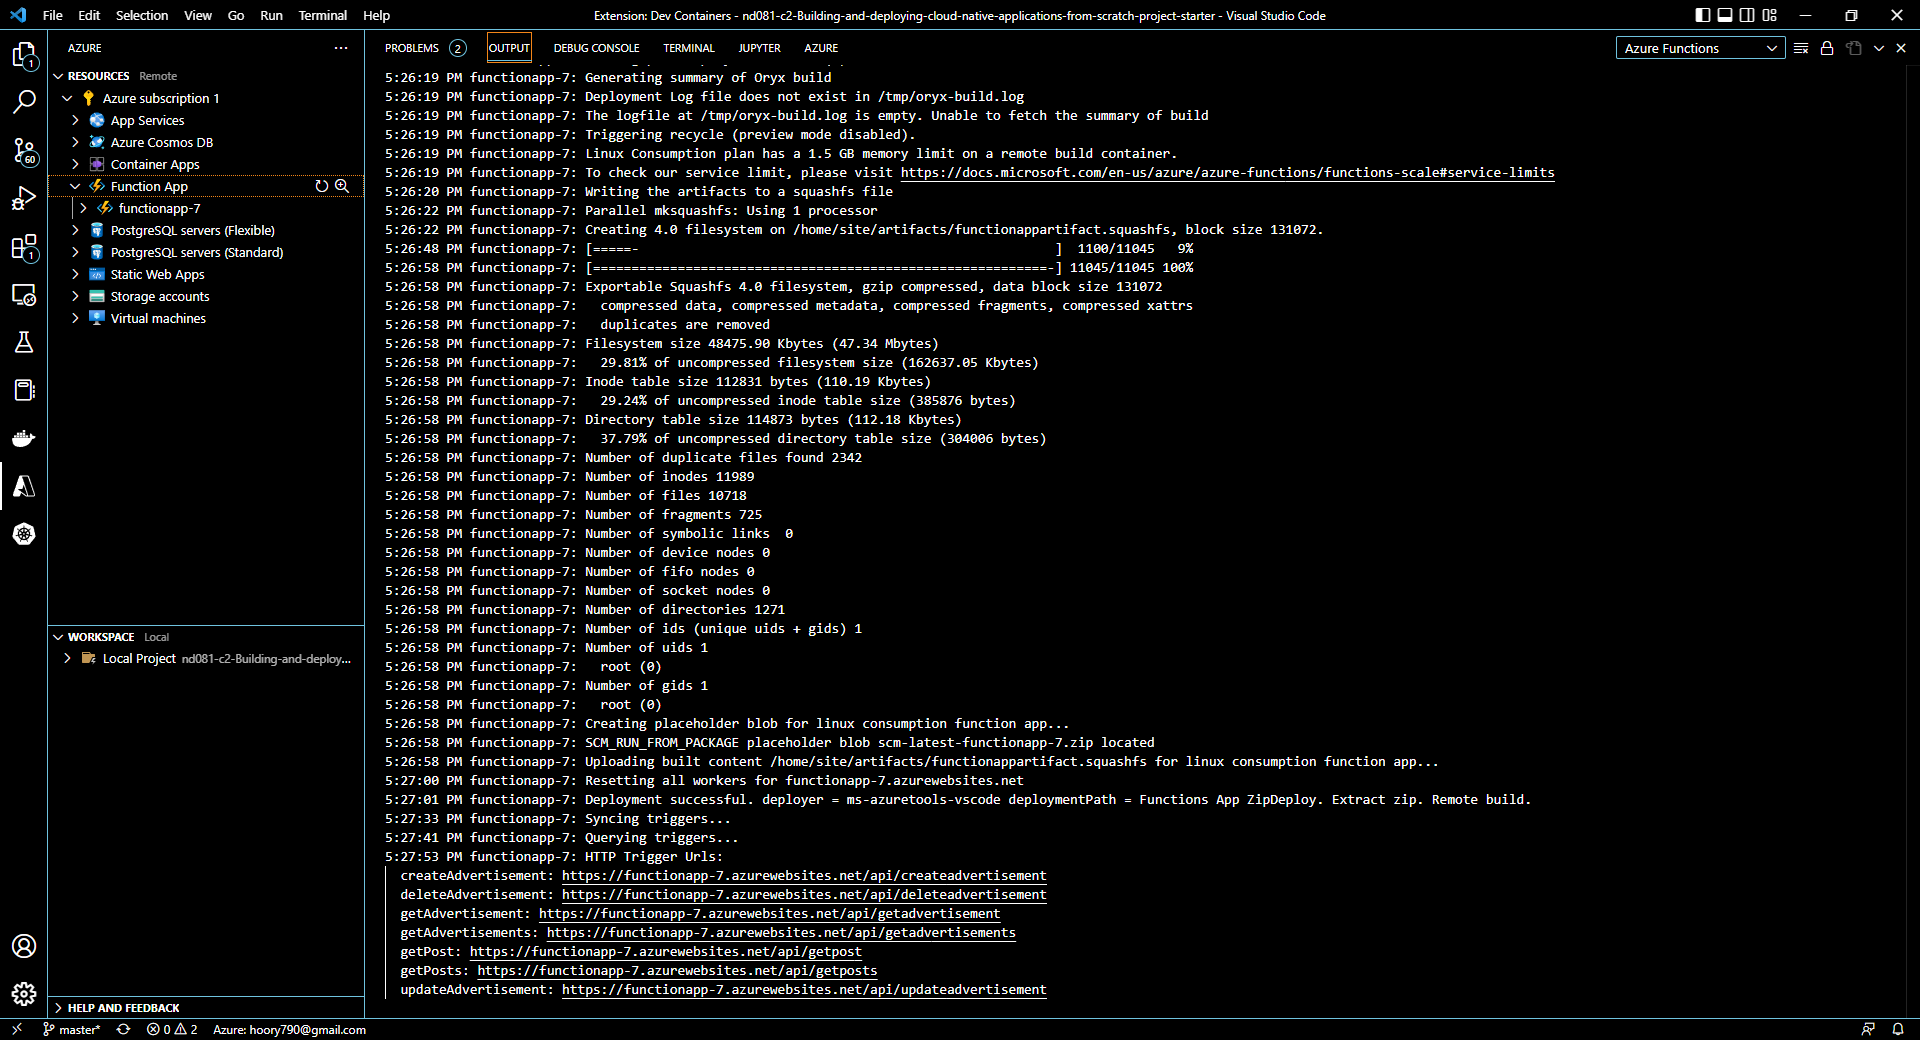 File Edit Selection View Go Run Terminal Help
Extension: Dev Containers - nd081-c2-Building-and-deploying-cloud-native-applications-from-scratch-project-starter - Visual Studio Code
1
60
1
AZURE
RESOURCES Remote
Azure subscription 1
App Services
Azure Cosmos DB
Container Apps
Function App
functionapp-7
PostgreSQL servers (Flexible)
PostgreSQL servers (Standard)
Static Web Apps
Storage accounts
Virtual machines
WORKSPACE Local
Local Project nd081-c2-Building-and-deploy...
HELP AND FEEDBACK
PROBLEMS 2 OUTPUT DEBUG CONSOLE TERMINAL JUPYTER AZURE
Azure Functions
5:26:19 PM functionapp-7: Generating summary of Oryx build
5:26:19 PM functionapp-7: Deployment Log file does not exist in /tmp/oryx-build.log
5:26:19 PM functionapp-7: The logfile at /tmp/oryx-build.log is empty. Unable to fetch the summary of build
5:26:19 PM functionapp-7: Triggering recycle (preview mode disabled).
5:26:19 PM functionapp-7: Linux Consumption plan has a 1.5 GB memory limit on a remote build container.
5:26:19 PM functionapp-7: To check our service limit, please visit https://docs.microsoft.com/en-us/azure/azure-functions/functions-scale#service-limits
5:26:20 PM functionapp-7: Writing the artifacts to a squashfs file
5:26:22 PM functionapp-7: Parallel mksquashfs: Using 1 processor
5:26:22 PM functionapp-7: Creating 4.0 filesystem on /home/site/artifacts/functionappartifact.squashfs, block size 131072.
5:26:48 PM functionapp-7: [=====- ] 1100/11045 9%
5:26:58 PM functionapp-7: [===========================================================-] 11045/11045 100%
5:26:58 PM functionapp-7: Exportable Squashfs 4.0 filesystem, gzip compressed, data block size 131072
5:26:58 PM functionapp-7: compressed data, compressed metadata, compressed fragments, compressed xattrs
5:26:58 PM functionapp-7: duplicates are removed
5:26:58 PM functionapp-7: Filesystem size 48475.90 Kbytes (47.34 Mbytes)
5:26:58 PM functionapp-7: 29.81% of uncompressed filesystem size (162637.05 Kbytes)
5:26:58 PM functionapp-7: Inode table size 112831 bytes (110.19 Kbytes)
5:26:58 PM functionapp-7: 29.24% of uncompressed inode table size (385876 bytes)
5:26:58 PM functionapp-7: Directory table size 114873 bytes (112.18 Kbytes)
5:26:58 PM functionapp-7: 37.79% of uncompressed directory table size (304006 bytes)
5:26:58 PM functionapp-7: Number of duplicate files found 2342
5:26:58 PM functionapp-7: Number of inodes 11989
5:26:58 PM functionapp-7: Number of files 10718
5:26:58 PM functionapp-7: Number of fragments 725
5:26:58 PM functionapp-7: Number of symbolic links 0
5:26:58 PM functionapp-7: Number of device nodes 0
5:26:58 PM functionapp-7: Number of fifo nodes 0
5:26:58 PM functionapp-7: Number of socket nodes 0
5:26:58 PM functionapp-7: Number of directories 1271
5:26:58 PM functionapp-7: Number of ids (unique uids + gids) 1
5:26:58 PM functionapp-7: Number of uids 1
5:26:58 PM functionapp-7: root (0)
5:26:58 PM functionapp-7: Number of gids 1
5:26:58 PM functionapp-7: root (0)
5:26:58 PM functionapp-7: Creating placeholder blob for linux consumption function app...
5:26:58 PM functionapp-7: SCM_RUN_FROM_PACKAGE placeholder blob scm-latest-functionapp-7.zip located
5:26:58 PM functionapp-7: Uploading built content /home/site/artifacts/functionappartifact.squashfs for linux consumption function app...
5:27:00 PM functionapp-7: Resetting all workers for functionapp-7.azurewebsites.net
5:27:01 PM functionapp-7: Deployment successful. deployer = ms-azuretools-vscode deploymentPath = Functions App ZipDeploy. Extract zip. Remote build.
5:27:33 PM functionapp-7: Syncing triggers...
5:27:41 PM functionapp-7: Querying triggers...
5:27:53 PM functionapp-7: HTTP Trigger Urls:
createAdvertisement: https://functionapp-7.azurewebsites.net/api/createadvertisement
deleteAdvertisement: https://functionapp-7.azurewebsites.net/api/deleteadvertisement
getAdvertisement: https://functionapp-7.azurewebsites.net/api/getadvertisement
getAdvertisements: https://functionapp-7.azurewebsites.net/api/getadvertisements
getPost: https://functionapp-7.azurewebsites.net/api/getpost
getPosts: https://functionapp-7.azurewebsites.net/api/getposts
updateAdvertisement: https://functionapp-7.azurewebsites.net/api/updateadvertisement
master* 0 2 Azure: hoory790@gmail.com